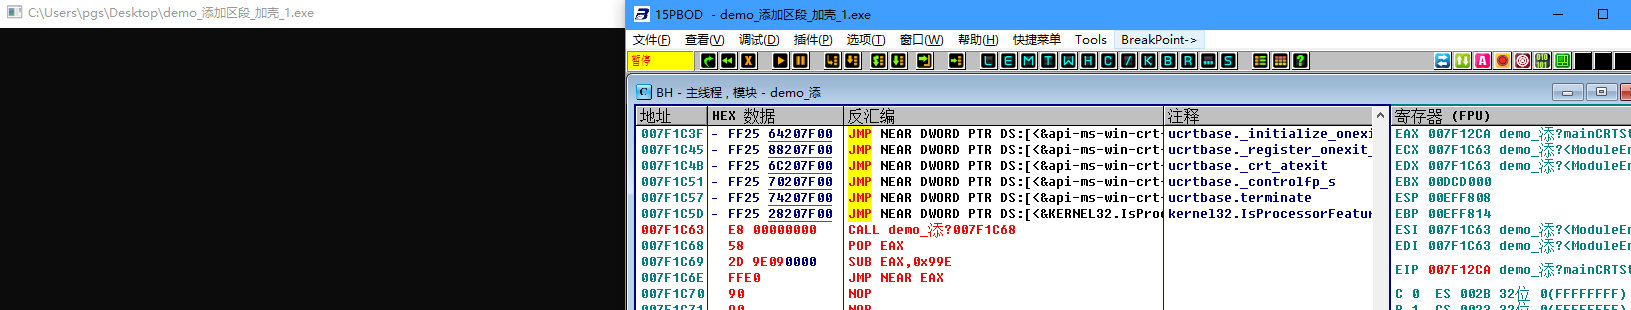 C:\Users\pgs\Desktop\demo_添加区段_加壳_1.exe
15PBOD - demo_添加区段_加壳_1.exe
文件(F) 查看(V) 调试(D) 插件(P) 选项(T) 窗口(W) 帮助(H) 快捷菜单 Tools BreakPoint->
暂停 L E M T W H C / K B R ... S
BH - 主线程 , 模块 - demo_添
地址 HEX 数据 反汇编 注释 寄存器 (FPU)
007F1C3F - FF25 64207F00 JMP NEAR DWORD PTR DS:[<&api-ms-win-crt- ucrtbase._initialize_onexi EAX 007F12CA demo_添?mainCRTSt
007F1C45 - FF25 88207F00 JMP NEAR DWORD PTR DS:[<&api-ms-win-crt- ucrtbase._register_onexit_ ECX 007F1C63 demo_添?<ModuleEn
007F1C4B - FF25 6C207F00 JMP NEAR DWORD PTR DS:[<&api-ms-win-crt- ucrtbase._crt_atexit EDX 007F1C63 demo_添?<ModuleEn
007F1C51 - FF25 70207F00 JMP NEAR DWORD PTR DS:[<&api-ms-win-crt- ucrtbase._controlfp_s EBX 00DCD000
007F1C57 - FF25 74207F00 JMP NEAR DWORD PTR DS:[<&api-ms-win-crt- ucrtbase.terminate ESP 00EFF808
007F1C5D - FF25 28207F00 JMP NEAR DWORD PTR DS:[<&KERNEL32.IsProc kernel32.IsProcessorFeatur EBP 00EFF814
007F1C63 E8 00000000 CALL demo_添?007F1C68 ESI 007F1C63 demo_添?<ModuleEn
007F1C68 58 POP EAX EDI 007F1C63 demo_添?<ModuleEn
007F1C69 2D 9E090000 SUB EAX,0x99E
007F1C6E FFE0 JMP NEAR EAX EIP 007F12CA demo_添?mainCRTSt
007F1C70 90 NOP C 0 ES 002B 32位 0(FFFFFFFF)
007F1C71 90 NOP P 1 CS 0023 32位 0(FFFFFFFF)